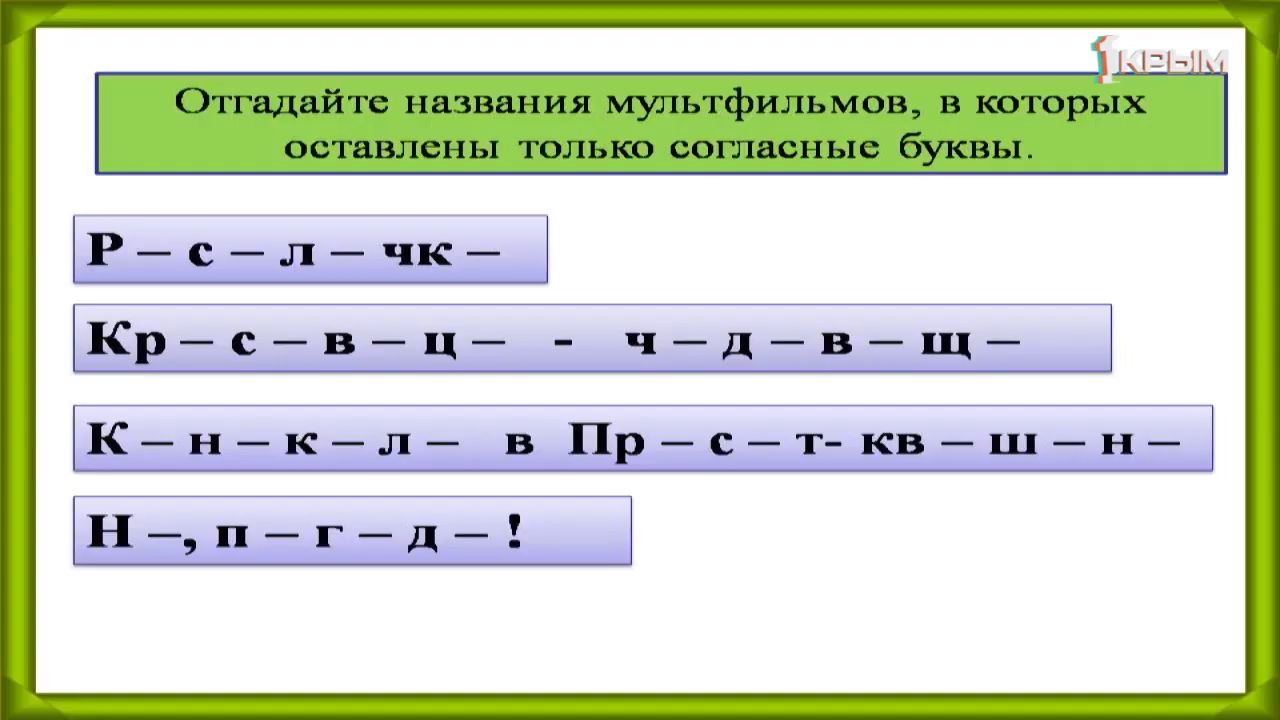 1КРЫМ
Отгадайте названия мультфильмов, в которых
оставлены только согласные буквы.
Р – с – л – чк –
Кр – с – в – ц – - ч – д – в – щ –
К – н – к – л – в Пр – с – т- кв – ш – н –
Н –, п – г – д – !